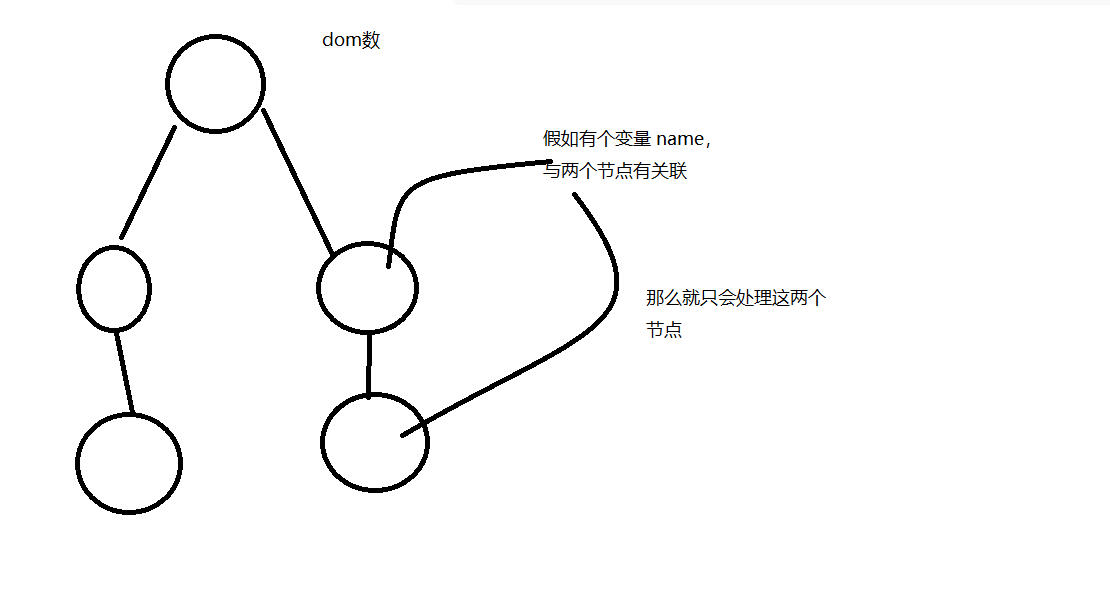 dom数
假如有个变量 name，
与两个节点有关联
那么就只会处理这两个
节点